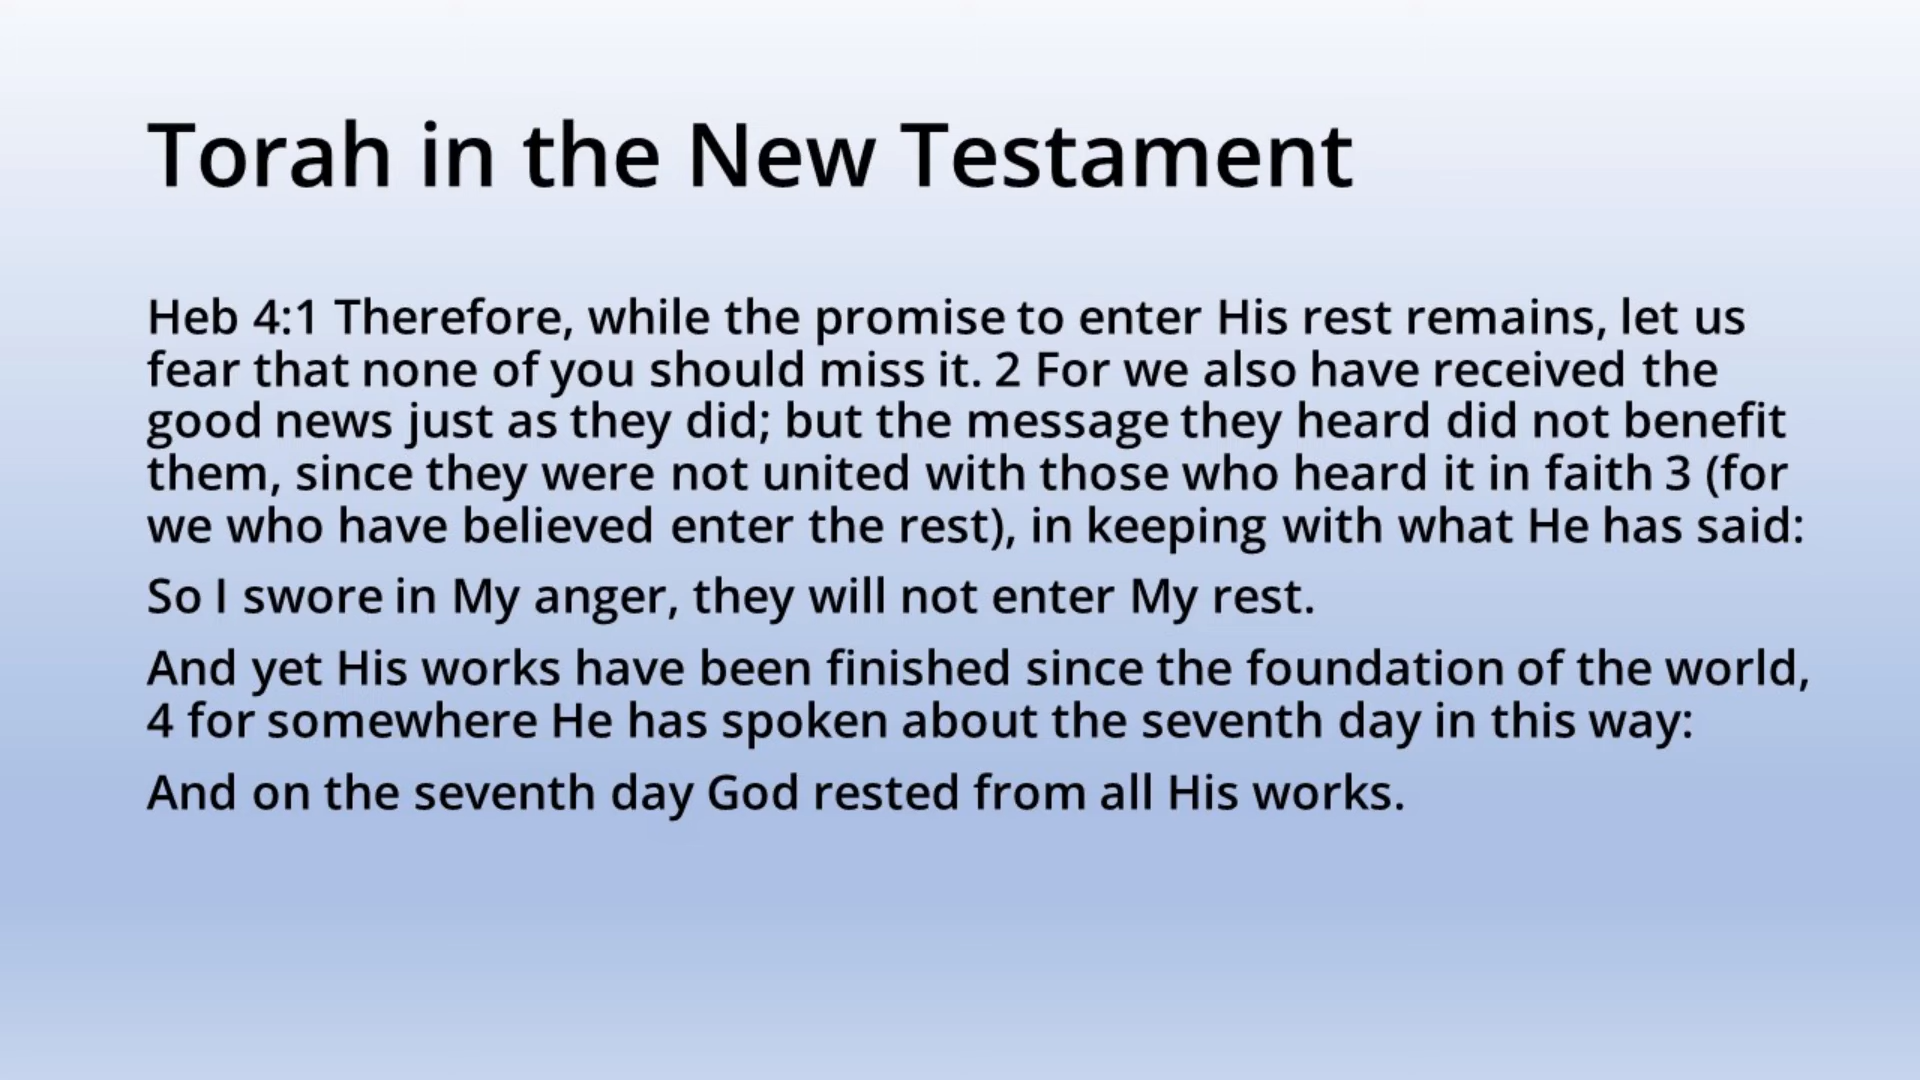 Torah in the New Testament
Heb 4:1 Therefore, while the promise to enter His rest remains, let us
fear that none of you should miss it. 2 For we also have received the
good news just as they did; but the message they heard did not benefit
them, since they were not united with those who heard it in faith 3 (for
we who have believed enter the rest), in keeping with what He has said:
So I swore in My anger, they will not enter My rest.
And yet His works have been finished since the foundation of the world,
4 for somewhere He has spoken about the seventh day in this way:
And on the seventh day God rested from all His works.